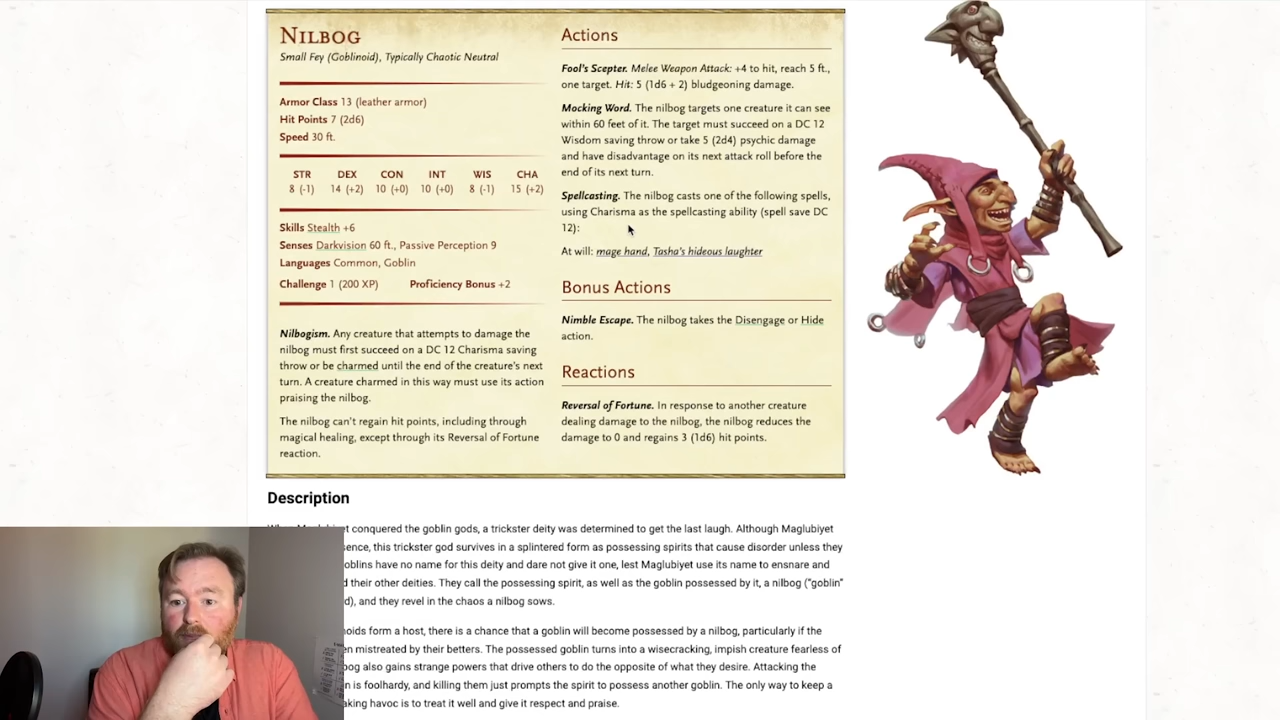 NILBOG
Small Fey (Goblinoid), Typically Chaotic Neutral
Armor Class 13 (leather armor)
Hit Points 7 (2d6)
Speed 30 ft.
STR DEX CON INT WIS CHA
8 (-1) 14 (+2) 10 (+0) 10 (+0) 8 (-1) 15 (+2)
Skills Stealth +6
Senses Darkvision 60 ft., Passive Perception 9
Languages Common, Goblin
Challenge 1 (200 XP) Proficiency Bonus +2
Nilbogism. Any creature that attempts to damage the
nilbog must first succeed on a DC 12 Charisma saving
throw or be charmed until the end of the creature's next
turn. A creature charmed in this way must use its action
praising the nilbog.
The nilbog can't regain hit points, including through
magical healing, except through its Reversal of Fortune
reaction.
Actions
Fool's Scepter. Melee Weapon Attack: +4 to hit, reach 5 ft.,
one target. Hit: 5 (1d6 + 2) bludgeoning damage.
Mocking Word. The nilbog targets one creature it can see
within 60 feet of it. The target must succeed on a DC 12
Wisdom saving throw or take 5 (2d4) psychic damage
and have disadvantage on its next attack roll before the
end of its next turn.
Spellcasting. The nilbog casts one of the following spells,
using Charisma as the spellcasting ability (spell save DC
12):
At will: mage hand, Tasha's hideous laughter
Bonus Actions
Nimble Escape. The nilbog takes the Disengage or Hide
action.
Reactions
Reversal of Fortune. In response to another creature
dealing damage to the nilbog, the nilbog reduces the
damage to 0 and regains 3 (1d6) hit points.
Description
conquered the goblin gods, a trickster deity was determined to get the last laugh. Although Maglubiyet
this trickster god survives in a splintered form as possessing spirits that cause disorder unless they
have no name for this deity and dare not give it one, lest Maglubiyet use its name to ensnare and
their other deities. They call the possessing spirit, as well as the goblin possessed by it, a nilbog ("goblin"
and they revel in the chaos a nilbog sows.
form a host, there is a chance that a goblin will become possessed by a nilbog, particularly if the
mistreated by their betters. The possessed goblin turns into a wisecracking, impish creature fearless of
also gains strange powers that drive others to do the opposite of what they desire. Attacking the
is foolhardy, and killing them just prompts the spirit to possess another goblin. The only way to keep a
havoc is to treat it well and give it respect and praise.